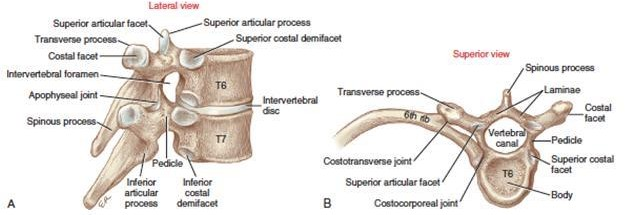 Lateral view
Superior articular facet
Superior articular process
Transverse process
Superior costal demifacet
Costal facet
Intervertebral foramen
T6
Apophyseal joint
Intervertebral
disc
Spinous process
T7
Pedicle
Inferior
articular
process
Inferior
costal
demifacet
A
Superior view
Spinous process
Transverse process
Laminae
6th rib
Costal
facet
Vertebral
canal
Pedicle
Costotransverse joint
Superior costal
facet
Superior articular facet
T6
Body
Costocorporeal joint
B